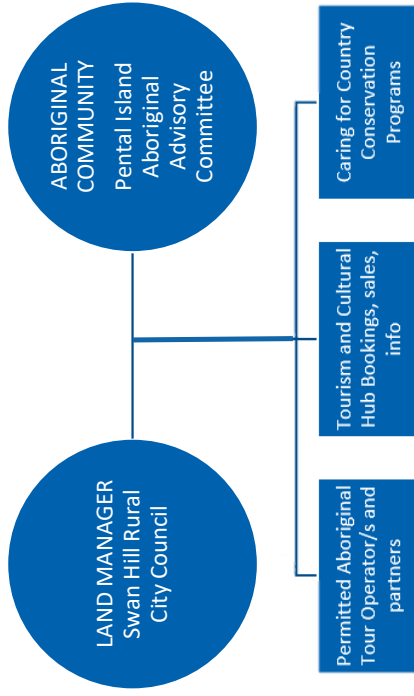 LAND MANAGER
Swan Hill Rural
City Council
ABORIGINAL
COMMUNITY
Pental Island
Aboriginal
Advisory
Committee
Permitted Aboriginal
Tour Operator/s and
partners
Tourism and Cultural
Hub Bookings, sales,
info
Caring for Country
Conservation
Programs